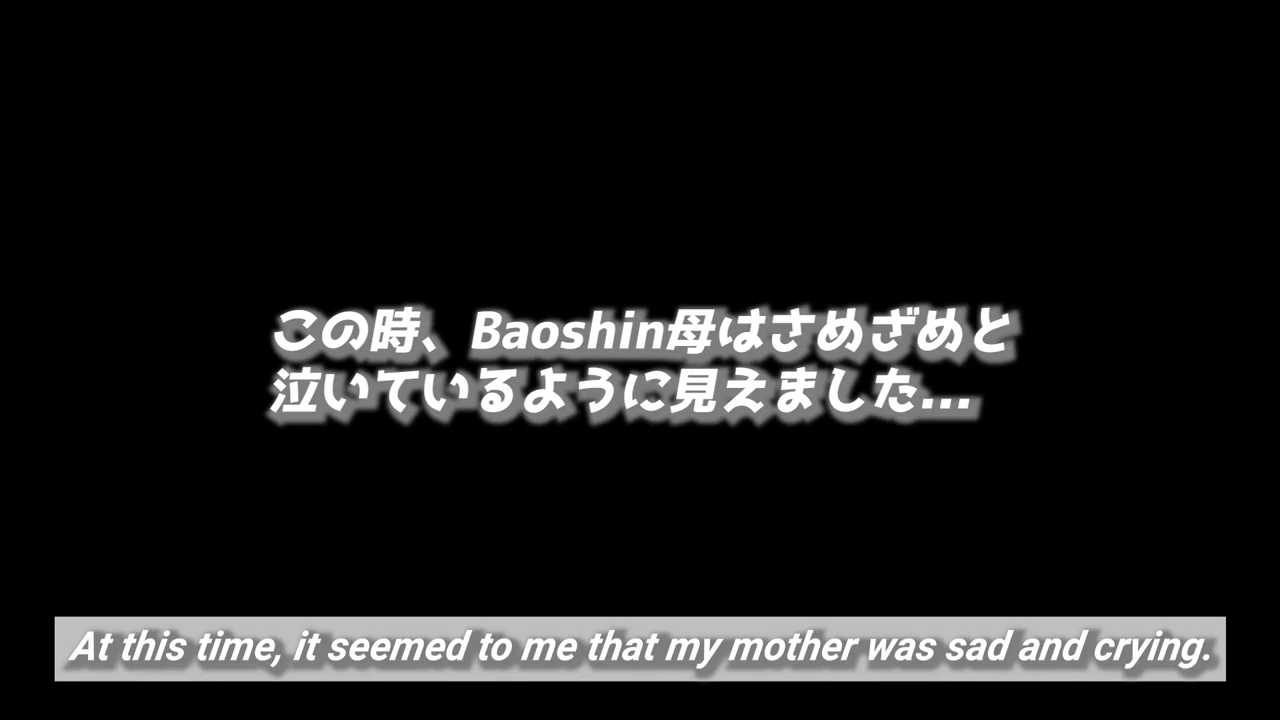 この時、Baoshin母はさめざめと
泣いているように見えました...
At this time, it seemed to me that my mother was sad and crying.